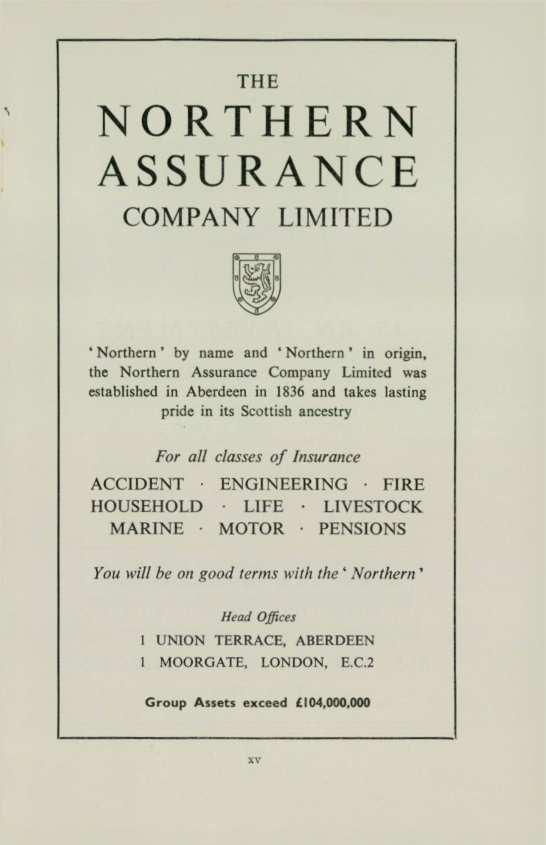 THE
NORTHERN
ASSURANCE
COMPANY LIMITED
‘Northern’ by name and ‘Northern’ in origin,
the Northern Assurance Company Limited was
established in Aberdeen in 1836 and takes lasting
pride in its Scottish ancestry
For all classes of Insurance
ACCIDENT · ENGINEERING · FIRE
HOUSEHOLD · LIFE · LIVESTOCK
MARINE · MOTOR · PENSIONS
You will be on good terms with the ‘Northern’
Head Offices
1 UNION TERRACE, ABERDEEN
1 MOORGATE, LONDON, E.C.2
Group Assets exceed £104,000,000
xv